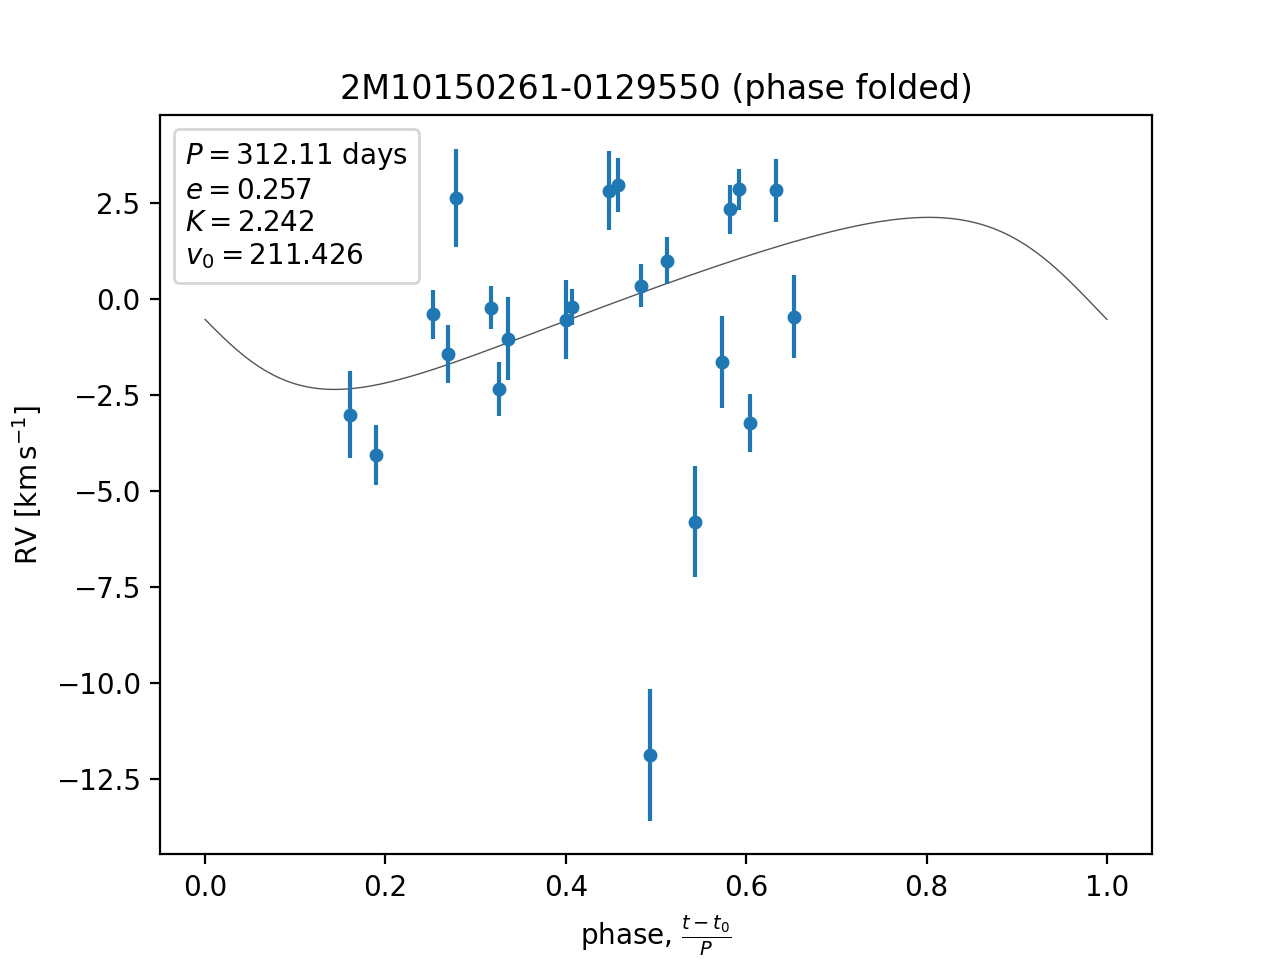 2M10150261-0129550 (phase folded)
P = 312.11 days
e = 0.257
K = 2.242
v₀ = 211.426
2.5
0.0
−2.5
−5.0
−7.5
−10.0
−12.5
RV [km s⁻¹]
0.0 0.2 0.4 0.6 0.8 1.0
phase, (t − t₀)/P